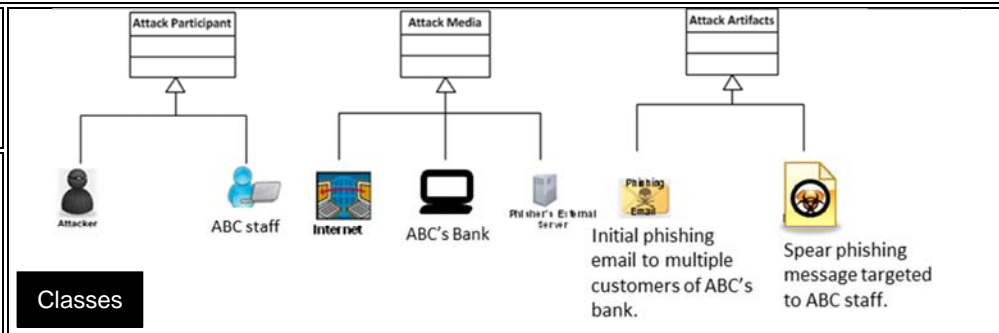 Attack Participant
Attack Media
Attack Artifacts
Attacker
ABC staff
Internet
ABC's Bank
Phisher's External
Server
Phishing
Email
Initial phishing
email to multiple
customers of ABC's
bank.
Spear phishing
message targeted
to ABC staff.
Classes